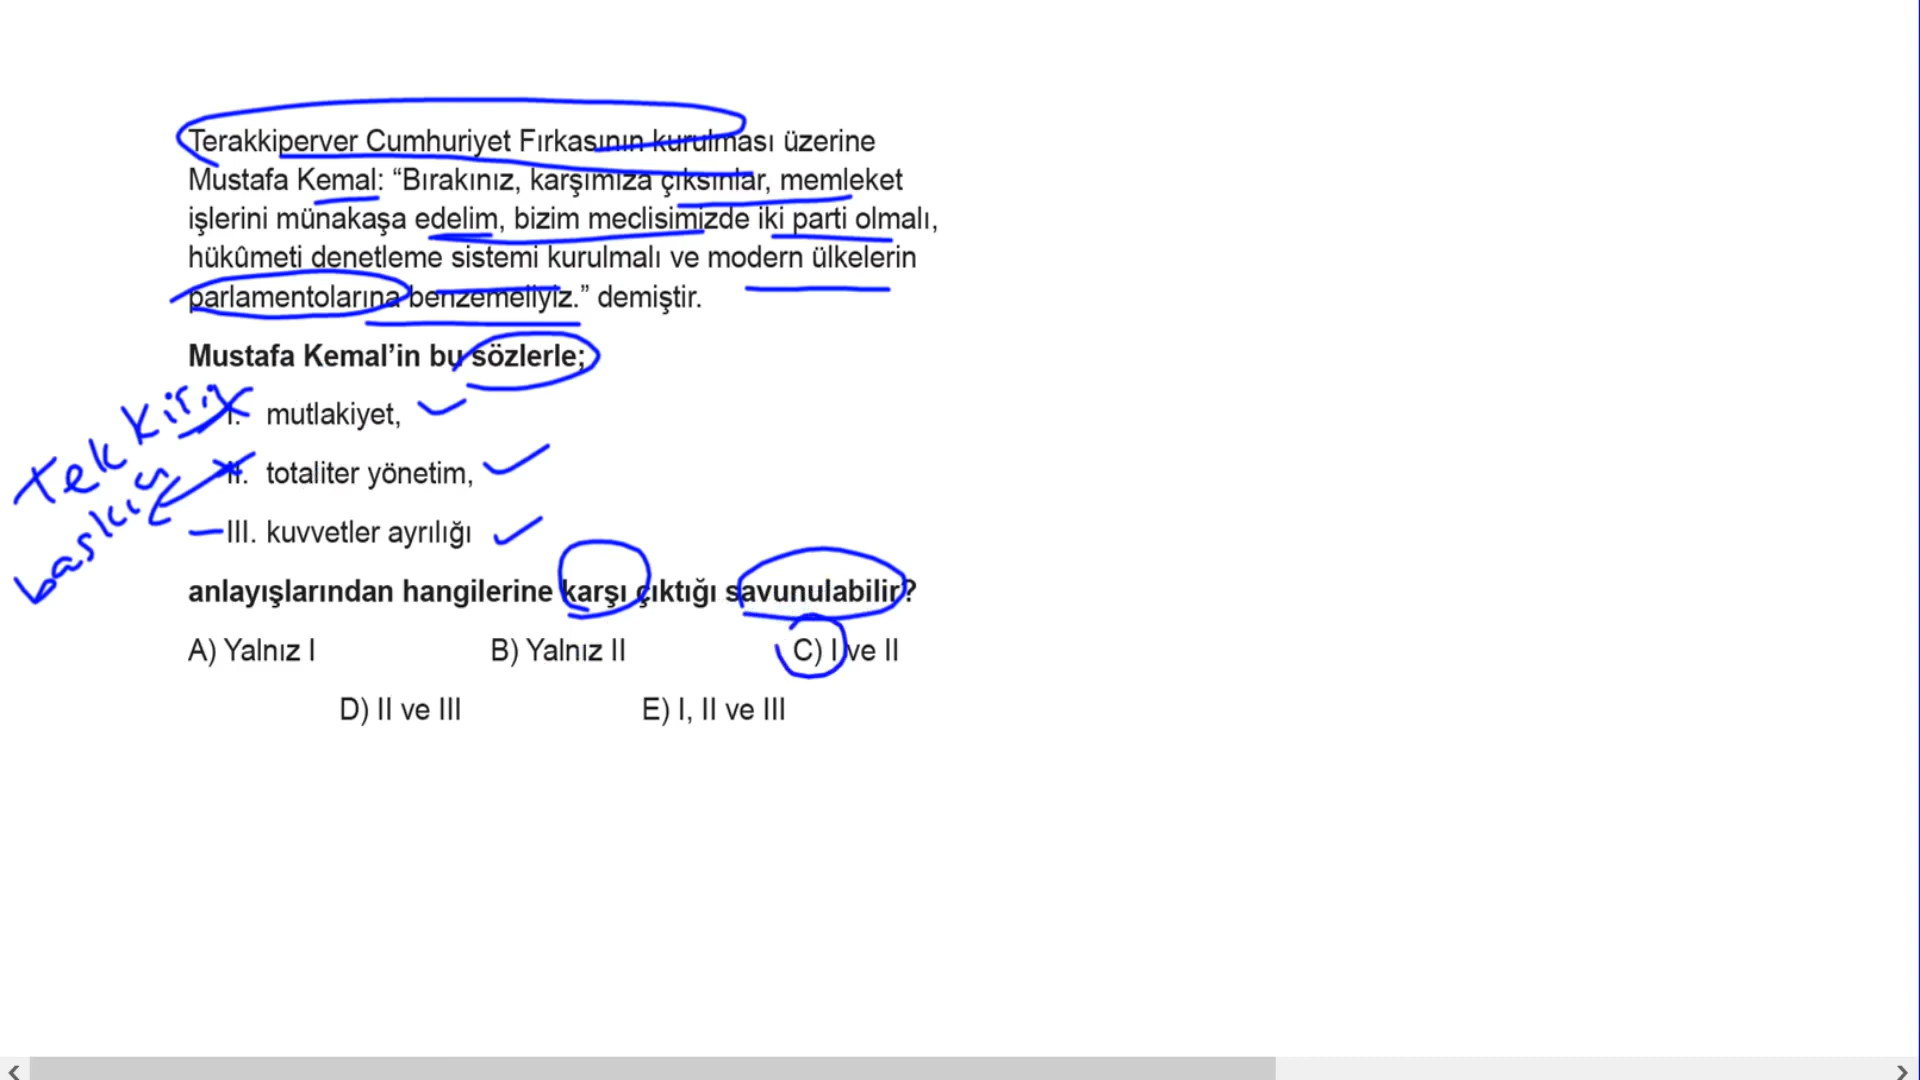 Terakkiperver Cumhuriyet Fırkasının kurulması üzerine
Mustafa Kemal: “Bırakınız, karşımıza çıksınlar, memleket
işlerini münakaşa edelim, bizim meclisimizde iki parti olmalı,
hükûmeti denetleme sistemi kurulmalı ve modern ülkelerin
parlamentolarına benzemeliyiz.” demiştir.
Mustafa Kemal’in bu sözlerle;
Tek Kişi
I. mutlakiyet,
II. totaliter yönetim,
baskıcı
III. kuvvetler ayrılığı
anlayışlarından hangilerine karşı çıktığı savunulabilir?
A) Yalnız I B) Yalnız II C) I ve II
D) II ve III E) I, II ve III